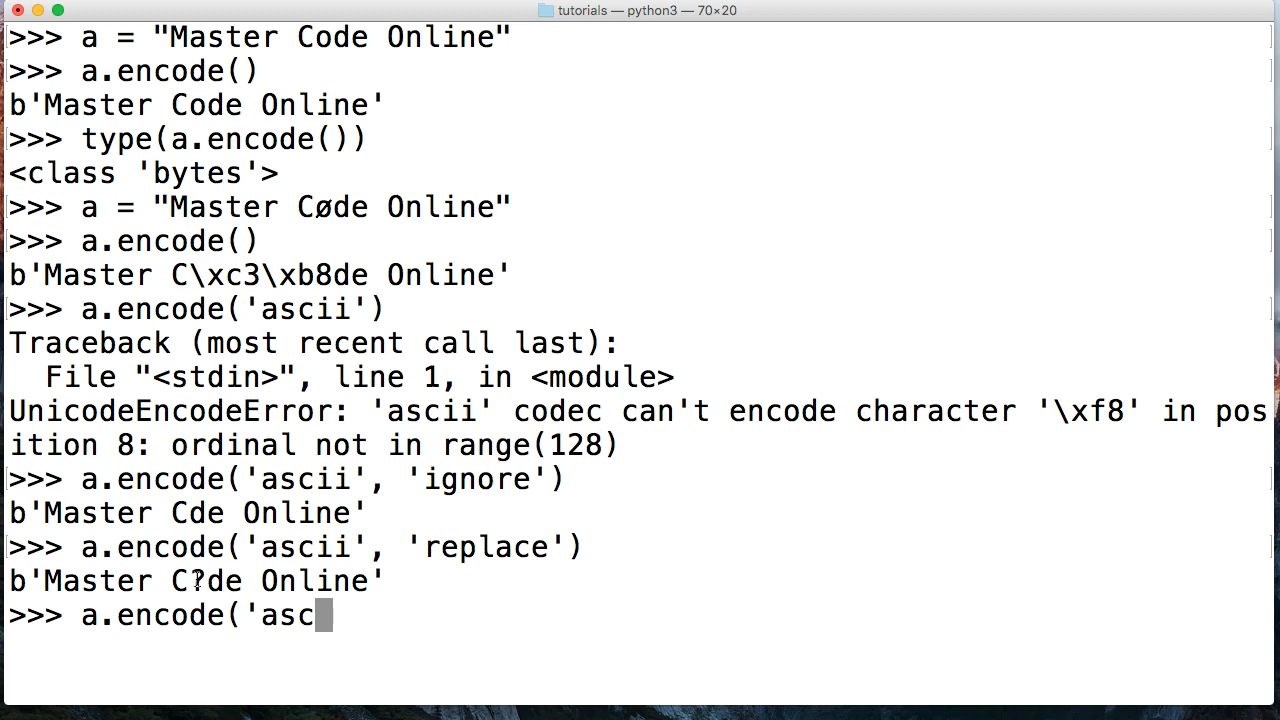 tutorials — python3 — 70×20
>>> a = "Master Code Online"
>>> a.encode()
b'Master Code Online'
>>> type(a.encode())
<class 'bytes'>
>>> a = "Master Cøde Online"
>>> a.encode()
b'Master C\xc3\xb8de Online'
>>> a.encode('ascii')
Traceback (most recent call last):
  File "<stdin>", line 1, in <module>
UnicodeEncodeError: 'ascii' codec can't encode character '\xf8' in pos
ition 8: ordinal not in range(128)
>>> a.encode('ascii', 'ignore')
b'Master Cde Online'
>>> a.encode('ascii', 'replace')
b'Master C?de Online'
>>> a.encode('asc